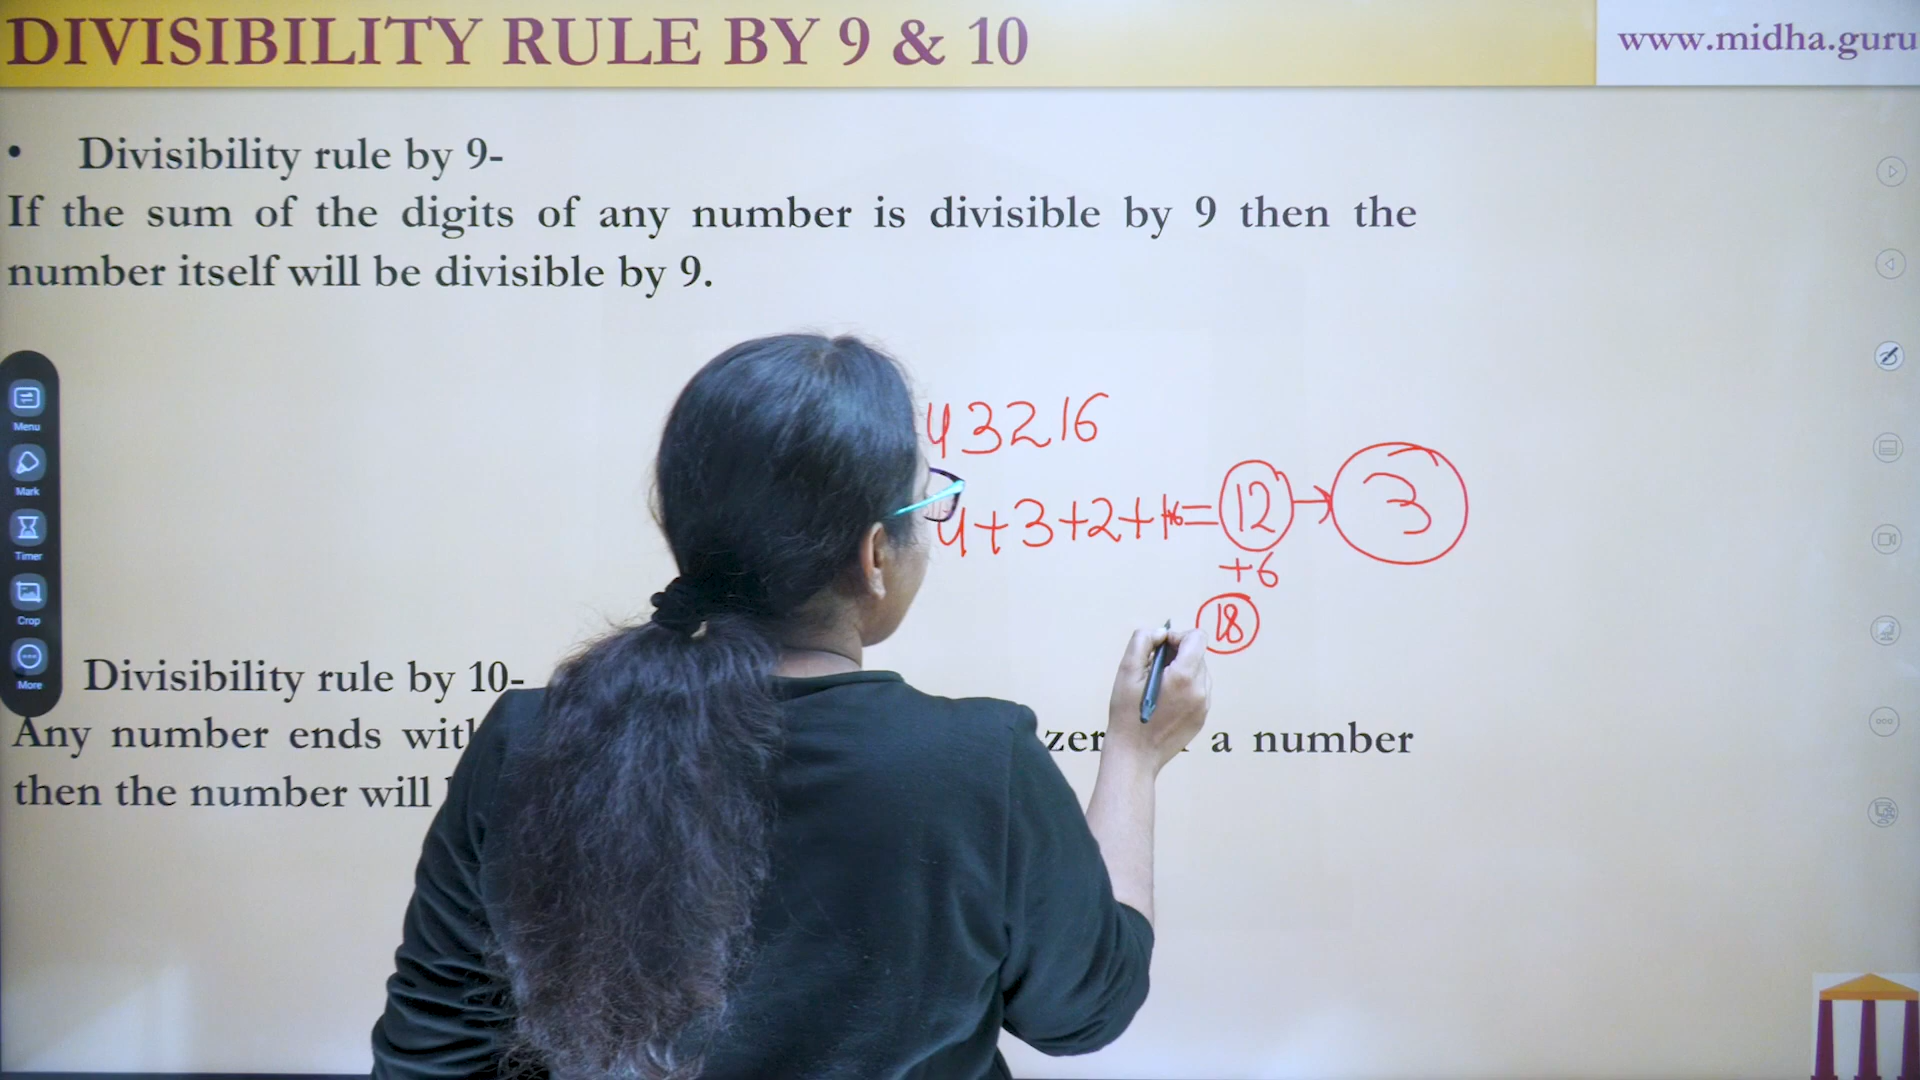 DIVISIBILITY RULE BY 9 & 10
www.midha.guru
• Divisibility rule by 9-
If the sum of the digits of any number is divisible by 9 then the
number itself will be divisible by 9.
43216
4+3+2+1+6=12→3
+6
18
Menu
Mark
Timer
Crop
More
Divisibility rule by 10-
Any number ends a number
then the number will